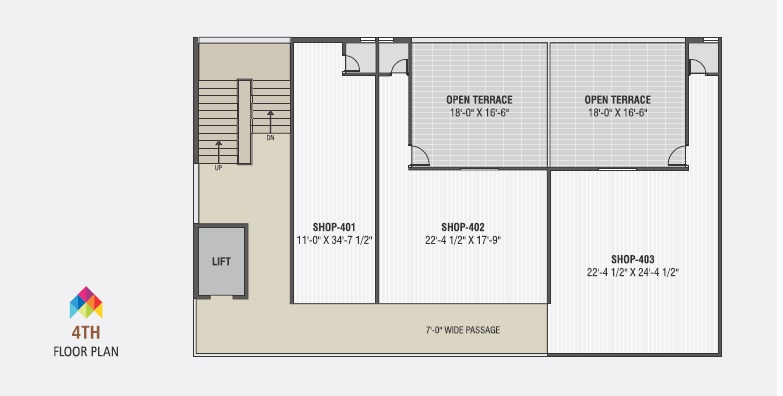 OPEN TERRACE
18'-0" X 16'-6"
OPEN TERRACE
18'-0" X 16'-6"
DN
UP
SHOP-401
11'-0" X 34'-7 1/2"
SHOP-402
22'-4 1/2" X 17'-9"
LIFT
SHOP-403
22'-4 1/2" X 24'-4 1/2"
7'-0" WIDE PASSAGE
4TH
FLOOR PLAN